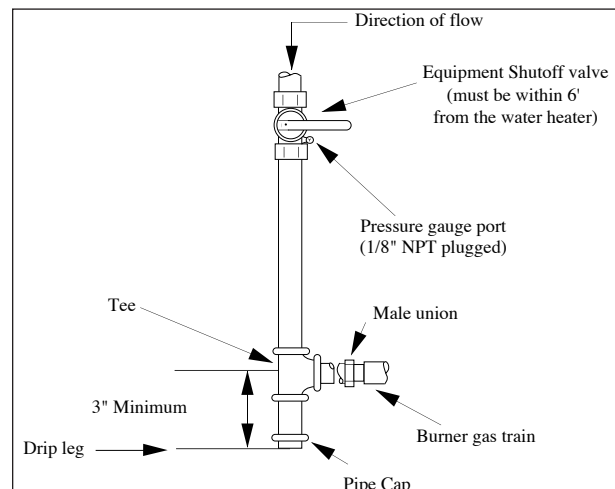 Direction of flow
Equipment Shutoff valve
(must be within 6'
from the water heater)
Pressure gauge port
(1/8" NPT plugged)
Tee
Male union
3" Minimum
Burner gas train
Drip leg
Pipe Cap